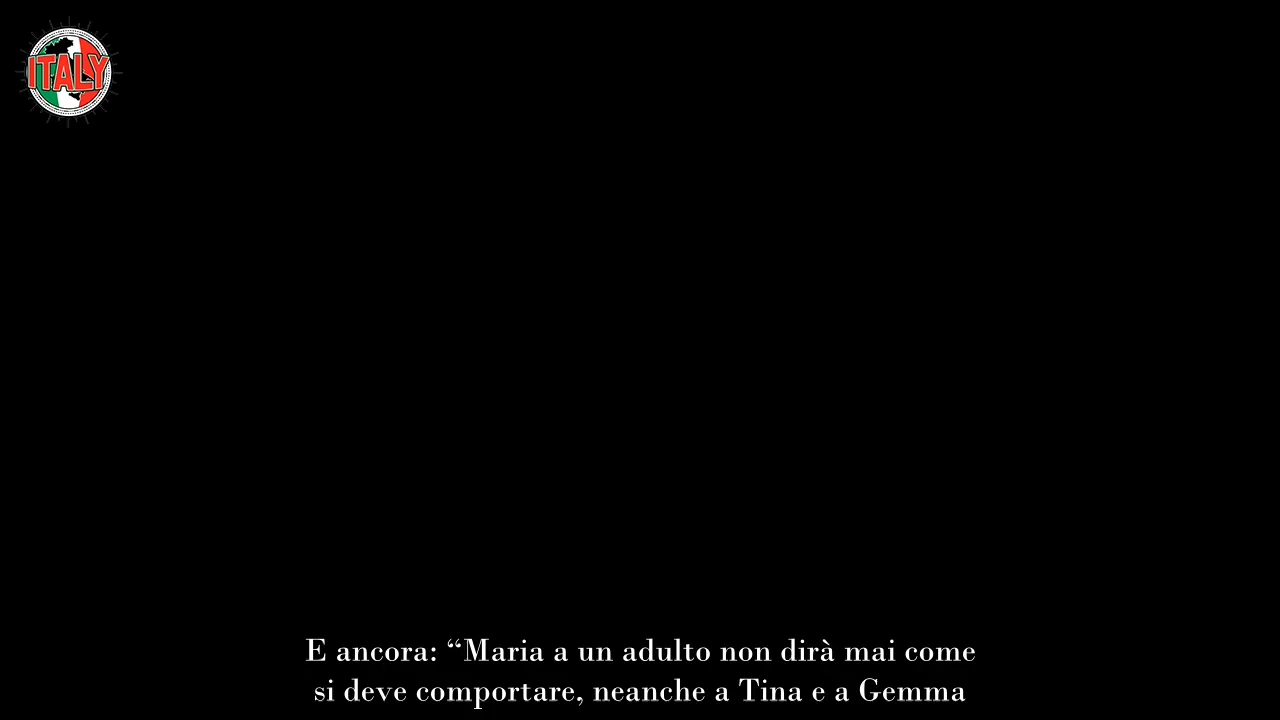 ITALY
E ancora: “Maria a un adulto non dirà mai come
si deve comportare, neanche a Tina e a Gemma